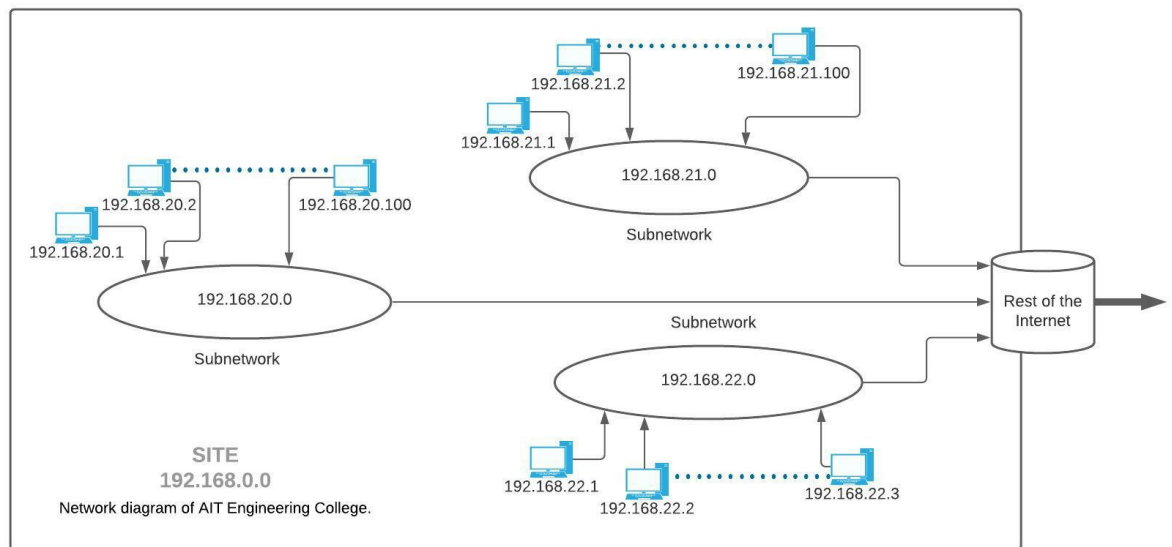 192.168.21.2
192.168.21.100
192.168.21.1
192.168.21.0
Subnetwork
192.168.20.2
192.168.20.100
192.168.20.1
192.168.20.0
Subnetwork
Rest of the
Internet
Subnetwork
192.168.22.0
192.168.22.1
192.168.22.2
192.168.22.3
SITE
192.168.0.0
Network diagram of AIT Engineering College.